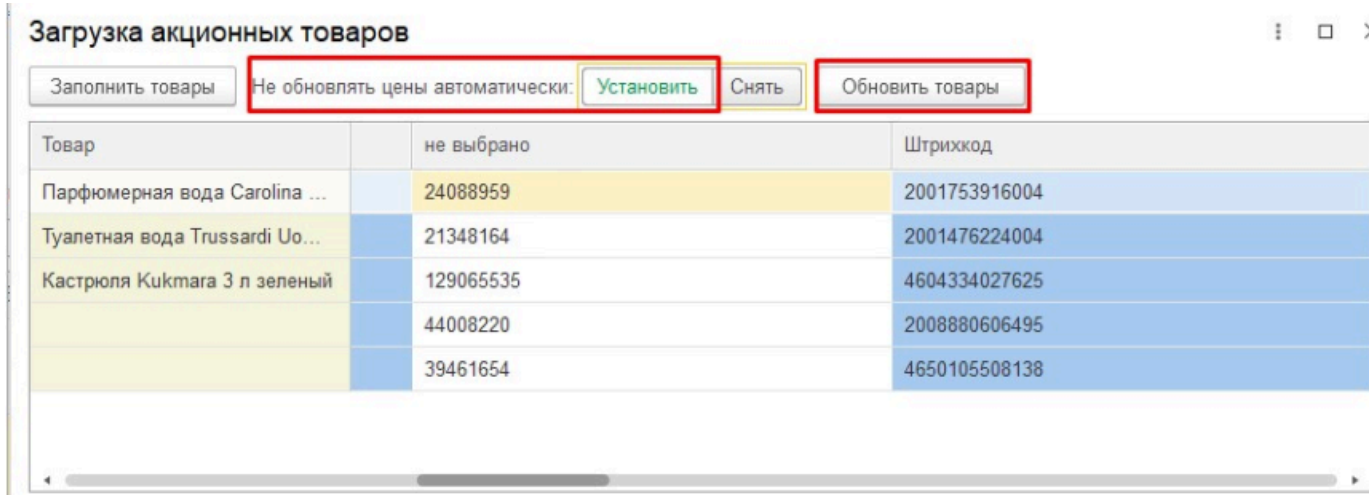 Загрузка акционных товаров
Заполнить товары Не обновлять цены автоматически: Установить Снять Обновить товары
Товар не выбрано Штрихкод
Парфюмерная вода Carolina ... 24088959 2001753916004
Туалетная вода Trussardi Uo... 21348164 2001476224004
Кастрюля Kukmara 3 л зеленый 129065535 4604334027625
44008220 2008880606495
39461654 4650105508138